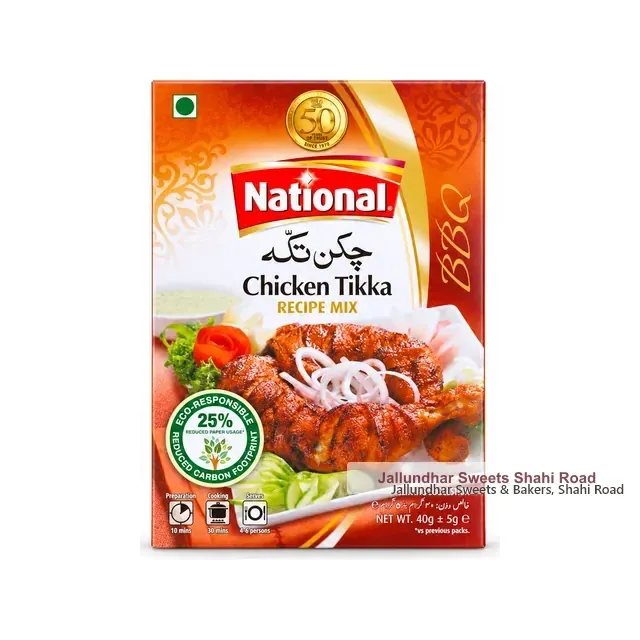 50
YEARS OF TRUST
SINCE 1970
National
BBQ
چکن تکّہ
Chicken Tikka
RECIPE MIX
ECO-RESPONSIBLE
25%
REDUCED PAPER USAGE*
REDUCED CARBON FOOTPRINT
Jallundhar Sweets Shahi Road
Jallundhar Sweets & Bakers, Shahi Road
Preparation Cooking Serves
10 mins 30 mins 4-6 persons
NET WT. 40g ± 5g ℮
*vs previous packs.